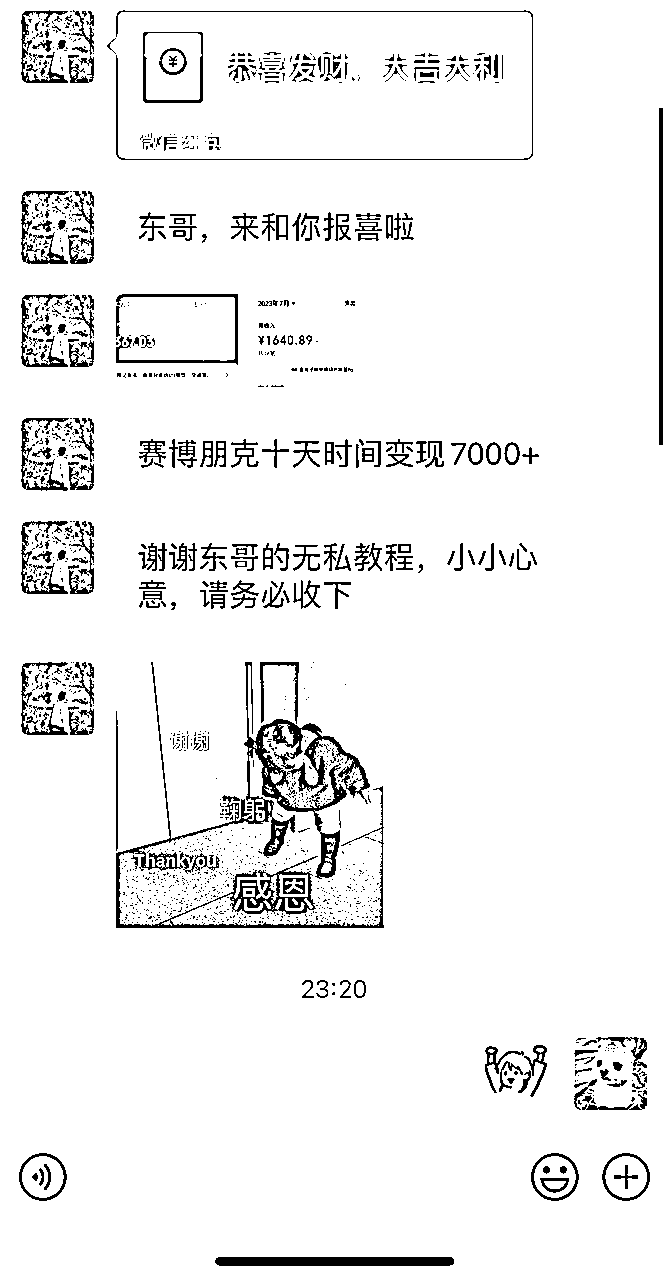 恭喜发财，大吉大利
微信红包
东哥，来和你报喜啦
2023年7月
¥1640.89
赛博朋克十天时间变现7000+
谢谢东哥的无私教程，小小心
意，请务必收下
谢谢
鞠躬
Thankyou
感恩
23:20